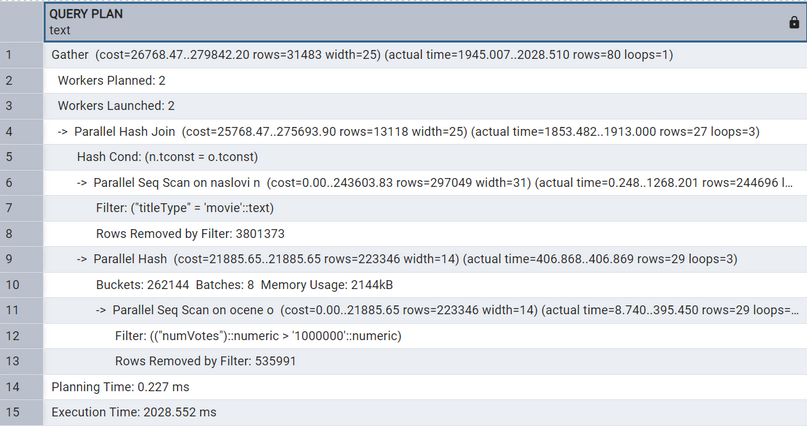 QUERY PLAN
text
1 Gather (cost=26768.47..279842.20 rows=31483 width=25) (actual time=1945.007..2028.510 rows=80 loops=1)
2 Workers Planned: 2
3 Workers Launched: 2
4 -> Parallel Hash Join (cost=25768.47..275693.90 rows=13118 width=25) (actual time=1853.482..1913.000 rows=27 loops=3)
5 Hash Cond: (n.tconst = o.tconst)
6 -> Parallel Seq Scan on naslovi n (cost=0.00..243603.83 rows=297049 width=31) (actual time=0.248..1268.201 rows=244696 l...
7 Filter: ("titleType" = 'movie'::text)
8 Rows Removed by Filter: 3801373
9 -> Parallel Hash (cost=21885.65..21885.65 rows=223346 width=14) (actual time=406.868..406.869 rows=29 loops=3)
10 Buckets: 262144 Batches: 8 Memory Usage: 2144kB
11 -> Parallel Seq Scan on ocene o (cost=0.00..21885.65 rows=223346 width=14) (actual time=8.740..395.450 rows=29 loops=...
12 Filter: (("numVotes")::numeric > '1000000'::numeric)
13 Rows Removed by Filter: 535991
14 Planning Time: 0.227 ms
15 Execution Time: 2028.552 ms